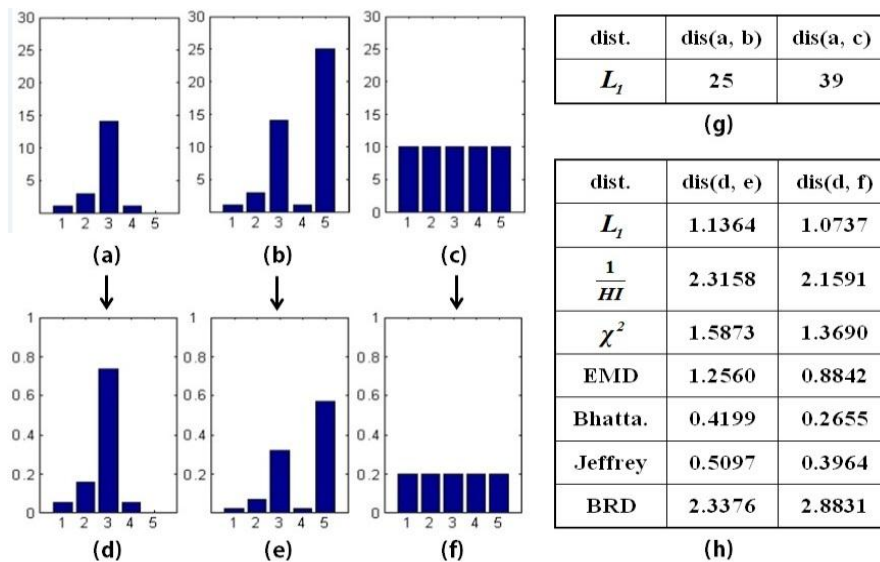 30
25
20
15
10
5
1 2 3 4 5
(a)
30
25
20
15
10
5
1 2 3 4 5
(b)
30
25
20
15
10
5
0
1 2 3 4 5
(c)
1
0.8
0.6
0.4
0.2
1 2 3 4 5
(d)
1
0.8
0.6
0.4
0.2
1 2 3 4 5
(e)
1
0.8
0.6
0.4
0.2
0
1 2 3 4 5
(f)
dist. dis(a, b) dis(a, c)
L₁ 25 39
(g)
dist. dis(d, e) dis(d, f)
L₁ 1.1364 1.0737
1/HI 2.3158 2.1591
χ² 1.5873 1.3690
EMD 1.2560 0.8842
Bhatta. 0.4199 0.2655
Jeffrey 0.5097 0.3964
BRD 2.3376 2.8831
(h)